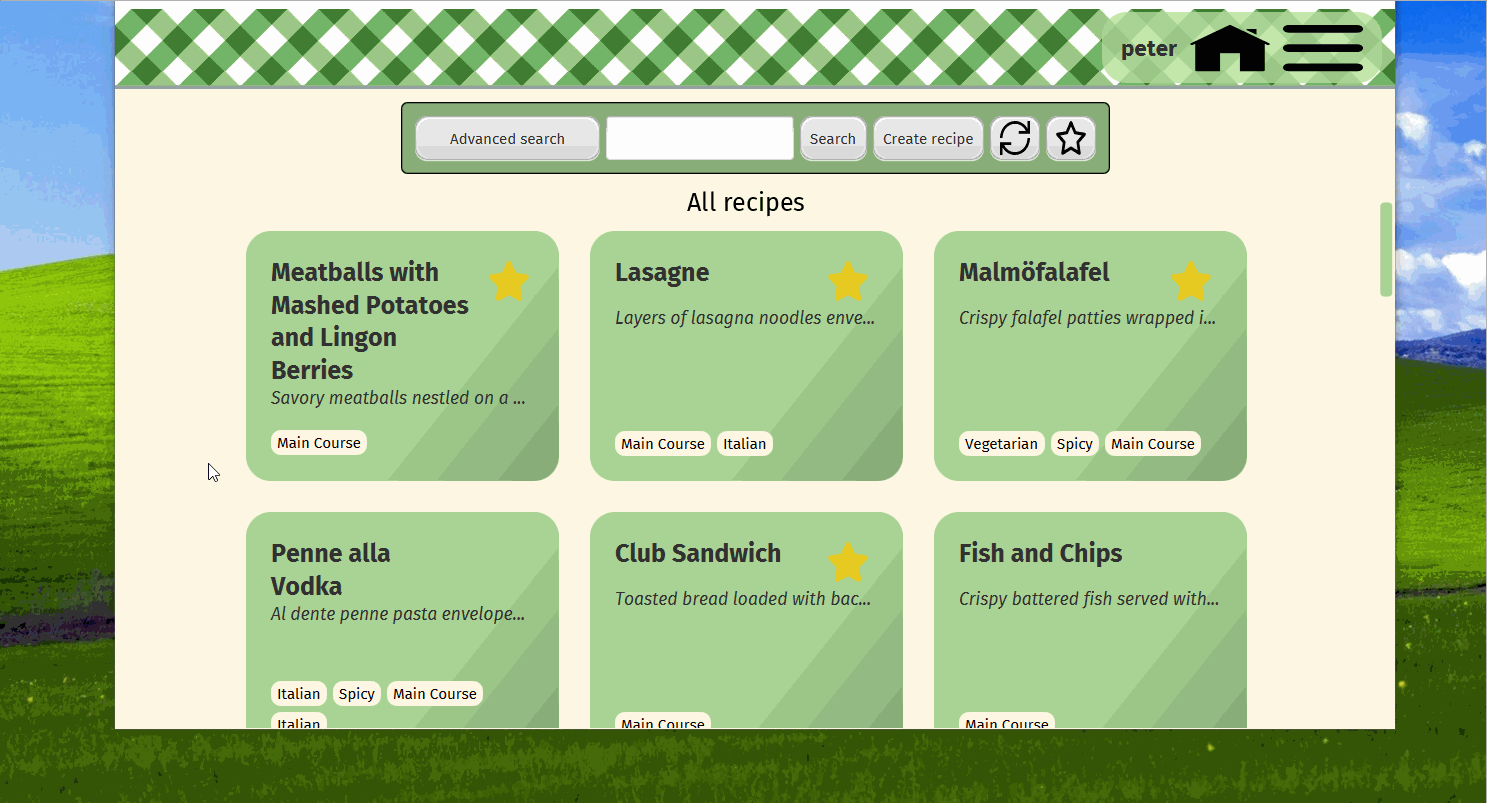 peter
Advanced search Search Create recipe
All recipes
Meatballs with
Mashed Potatoes
and Lingon
Berries
Savory meatballs nestled on a ...
Main Course
Lasagne
Layers of lasagna noodles enve...
Main Course Italian
Malmöfalafel
Crispy falafel patties wrapped i...
Vegetarian Spicy Main Course
Penne alla
Vodka
Al dente penne pasta envelope...
Italian Spicy Main Course
Italian
Club Sandwich
Toasted bread loaded with bac...
Main Course
Fish and Chips
Crispy battered fish served with...
Main Course